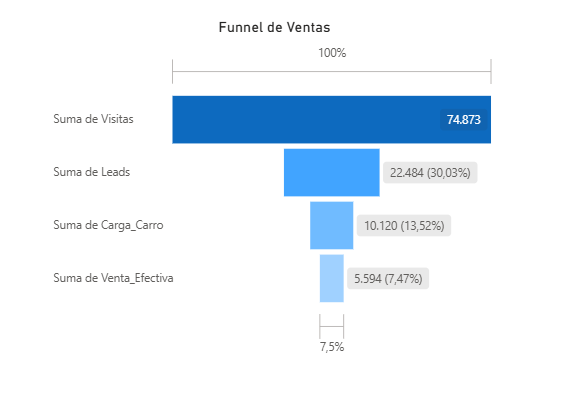 Funnel de Ventas
100%
Suma de Visitas 74.873
Suma de Leads 22.484 (30,03%)
Suma de Carga_Carro 10.120 (13,52%)
Suma de Venta_Efectiva 5.594 (7,47%)
7,5%